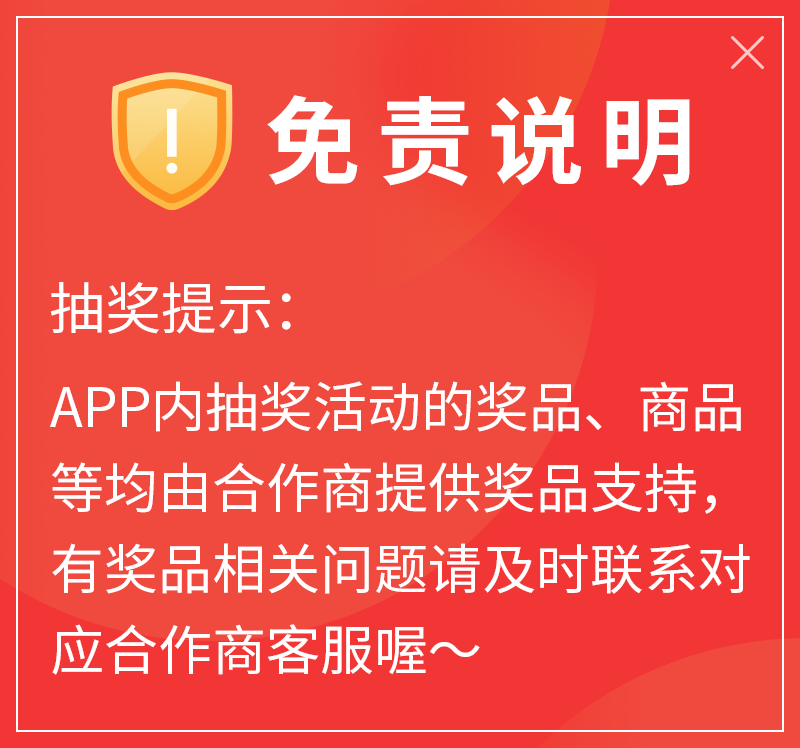 免责说明
抽奖提示：
APP内抽奖活动的奖品、商品
等均由合作商提供奖品支持，
有奖品相关问题请及时联系对
应合作商客服喔～